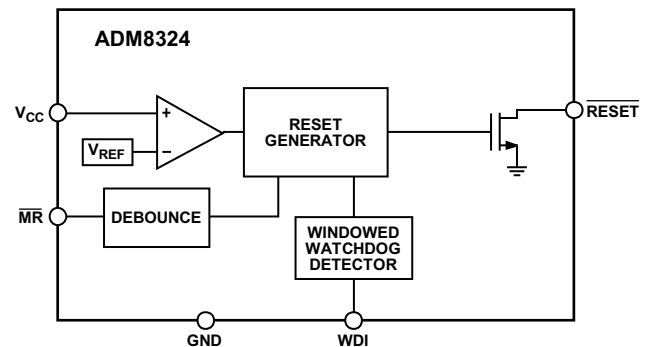 ADM8324
VCC
+
VREF
−
RESET
GENERATOR
RESET
MR
DEBOUNCE
WINDOWED
WATCHDOG
DETECTOR
GND
WDI